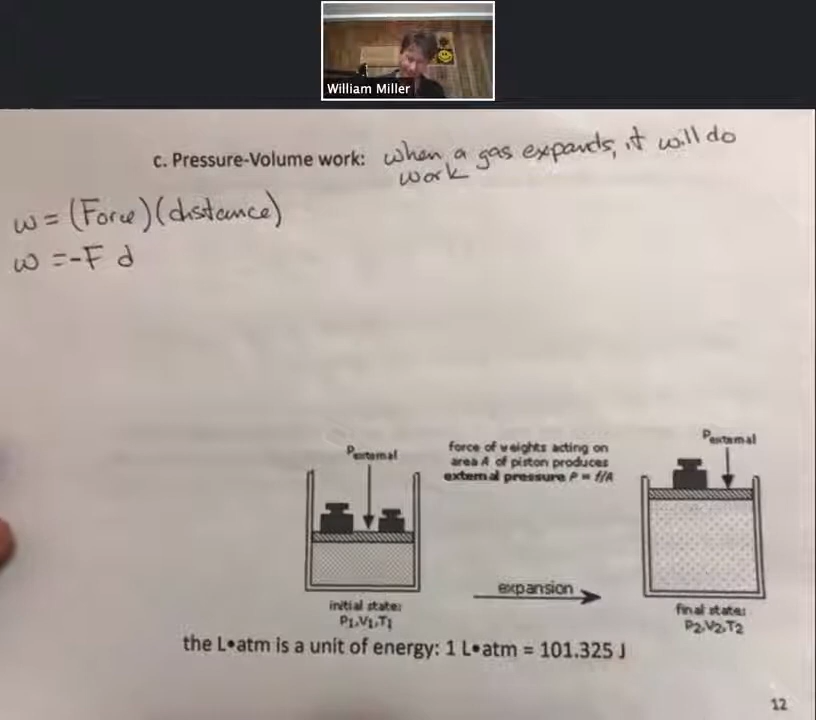 William Miller
c. Pressure-Volume work: when a gas expands, it will do
work
w = (Force)(distance)
w = -F d
Pexternal
force of weights acting on
area A of piston produces
external pressure P = f/A
Pexternal
expansion
initial state:
P1,V1,T1
final state:
P2,V2,T2
the L•atm is a unit of energy: 1 L•atm = 101.325 J
12